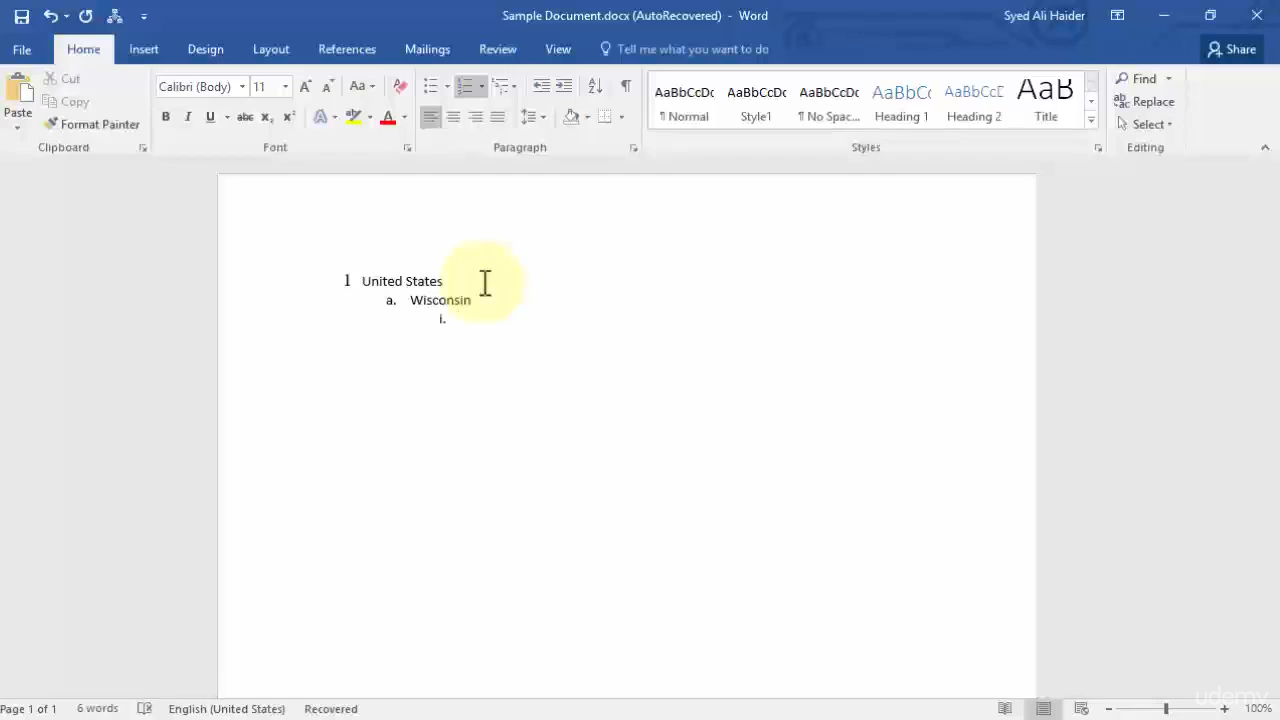 Sample Document.docx (AutoRecovered) - Word
Syed Ali Haider
File Home Insert Design Layout References Mailings Review View Tell me what you want to do Share
Paste
Cut
Copy
Format Painter
Clipboard
Calibri (Body) 11
Font
Paragraph
AaBbCcDc AaBbCcDc AaBbCcDc AaBbCc AaBbCcE AaB
¶ Normal Style1 ¶ No Spac... Heading 1 Heading 2 Title
Styles
Find
Replace
Select
Editing
1 United States
a. Wisconsin
i.
Page 1 of 1 6 words English (United States) Recovered 100%
udemy